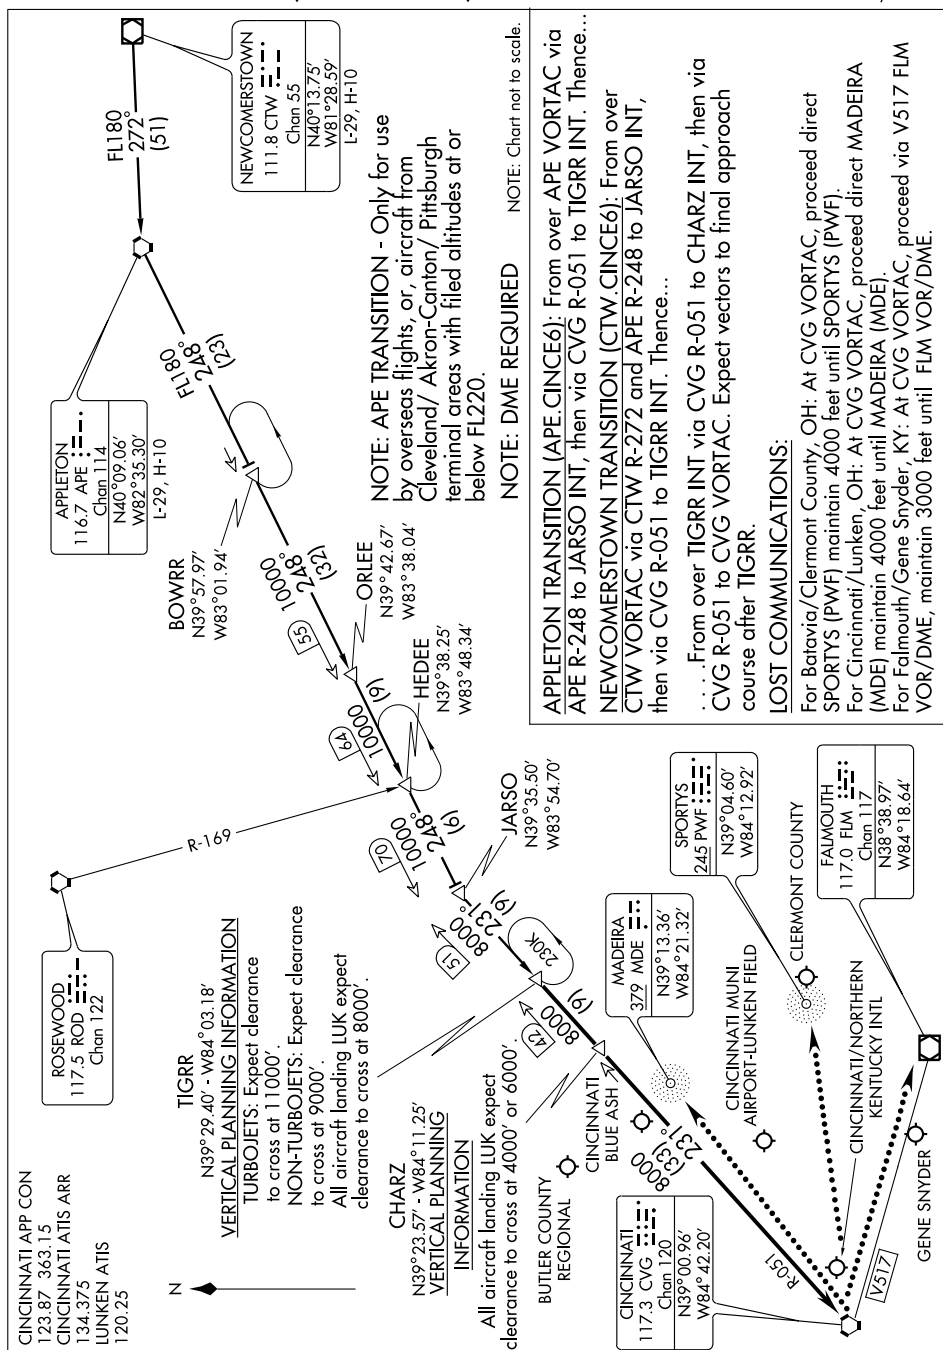 CINCINNATI APP CON
123.87 363.15
CINCINNATI ATIS ARR
134.375
LUNKEN ATIS
120.25
N
ROSEWOOD
117.5 ROD
Chan 122
R-169
TIGRR
N39°29.40' - W84°03.18'
VERTICAL PLANNING INFORMATION
TURBOJETS: Expect clearance
to cross at 11000'.
NON-TURBOJETS: Expect clearance
to cross at 9000'.
All aircraft landing LUK expect
clearance to cross at 8000'.
CHARZ
N39°23.57' - W84°11.25'
VERTICAL PLANNING
INFORMATION
All aircraft landing LUK expect
clearance to cross at 4000' or 6000'.
BUTLER COUNTY
REGIONAL
CINCINNATI
BLUE ASH
CINCINNATI
117.3 CVG
Chan 120
N39°00.96'
W84°42.20'
R-051
8000
231°
(33)
V517
GENE SNYDER
CINCINNATI/NORTHERN
KENTUCKY INTL
CINCINNATI MUNI
AIRPORT-LUNKEN FIELD
CLERMONT COUNTY
MADEIRA
379 MDE
N39°13.36'
W84°21.32'
SPORTYS
245 PWF
N39°04.60'
W84°12.92'
FALMOUTH
117.0 FLM
Chan 117
N38°38.97'
W84°18.64'
42
8000
(9)
230K
51
8000
231°
(9)
JARSO
N39°35.50'
W83°54.70'
70
10000
248°
(6)
HEDEE
N39°38.25'
W83°48.34'
64
10000
(9)
ORLEE
N39°42.67'
W83°38.04'
55
10000
248°
(32)
BOWRR
N39°57.97'
W83°01.94'
FL180
248°
(23)
APPLETON
116.7 APE
Chan 114
N40°09.06'
W82°35.30'
L-29, H-10
FL180
272°
(51)
NEWCOMERSTOWN
111.8 CTW
Chan 55
N40°13.75'
W81°28.59'
L-29, H-10
NOTE: APE TRANSITION - Only for use
by overseas flights, or, aircraft from
Cleveland/ Akron-Canton/ Pittsburgh
terminal areas with filed altitudes at or
below FL220.
NOTE: DME REQUIRED
NOTE: Chart not to scale.
APPLETON TRANSITION (APE.CINCE6): From over APE VORTAC via
APE R-248 to JARSO INT, then via CVG R-051 to TIGRR INT. Thence...
NEWCOMERSTOWN TRANSITION (CTW.CINCE6): From over
CTW VORTAC via CTW R-272 and APE R-248 to JARSO INT,
then via CVG R-051 to TIGRR INT. Thence...
. . . .From over TIGRR INT via CVG R-051 to CHARZ INT, then via
CVG R-051 to CVG VORTAC. Expect vectors to final approach
course after TIGRR.
LOST COMMUNICATIONS:
For Batavia/Clermont County, OH: At CVG VORTAC, proceed direct
SPORTYS (PWF) maintain 4000 feet until SPORTYS (PWF).
For Cincinnati/Lunken, OH: At CVG VORTAC, proceed direct MADEIRA
(MDE) maintain 4000 feet until MADEIRA (MDE).
For Falmouth/Gene Snyder, KY: At CVG VORTAC, proceed via V517 FLM
VOR/DME, maintain 3000 feet until FLM VOR/DME.